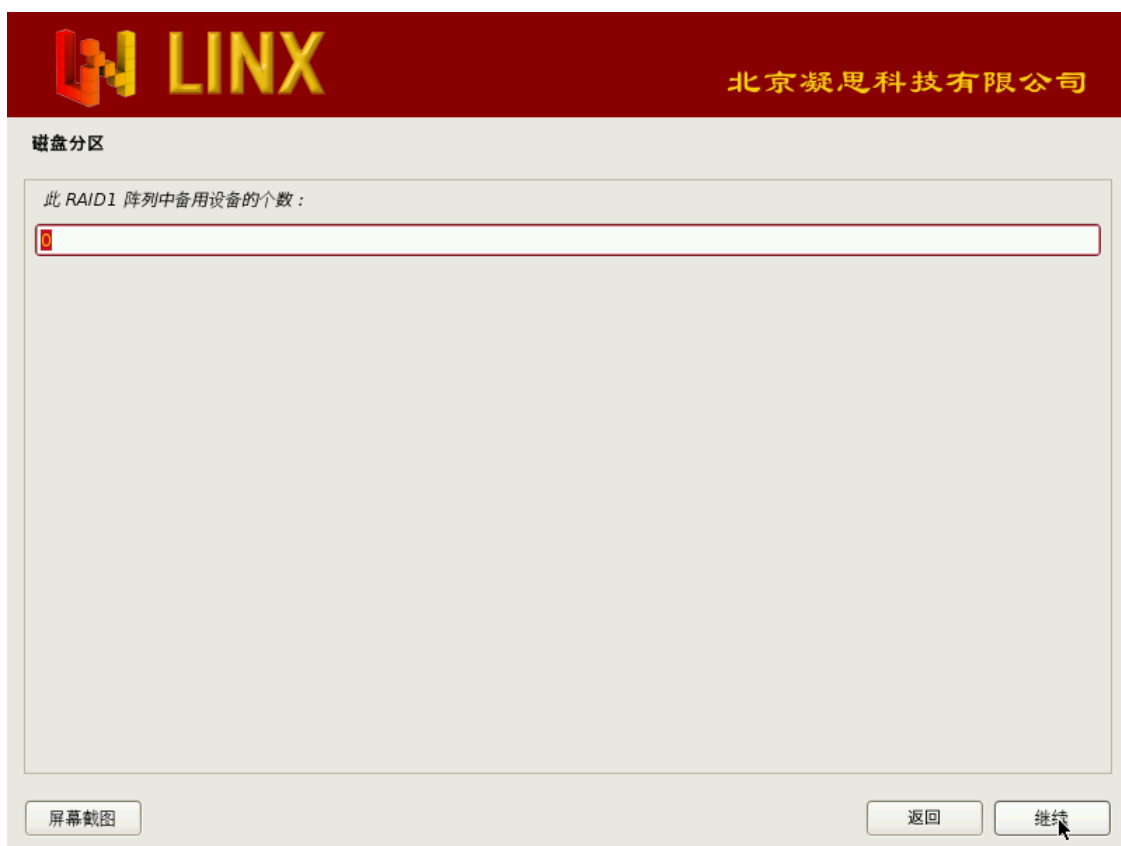 LINX
北京凝思科技有限公司
磁盘分区
此 RAID1 阵列中备用设备的个数：
0
屏幕截图
返回
继续